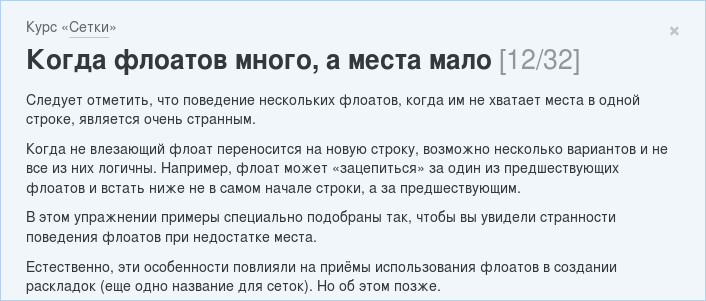 Курс «Сетки»
×
Когда флоатов много, а места мало [12/32]
Следует отметить, что поведение нескольких флоатов, когда им не хватает места в одной
строке, является очень странным.
Когда не влезающий флоат переносится на новую строку, возможно несколько вариантов и не
все из них логичны. Например, флоат может «зацепиться» за один из предшествующих
флоатов и встать ниже не в самом начале строки, а за предшествующим.
В этом упражнении примеры специально подобраны так, чтобы вы увидели странности
поведения флоатов при недостатке места.
Естественно, эти особенности повлияли на приёмы использования флоатов в создании
раскладок (еще одно название для сеток). Но об этом позже.